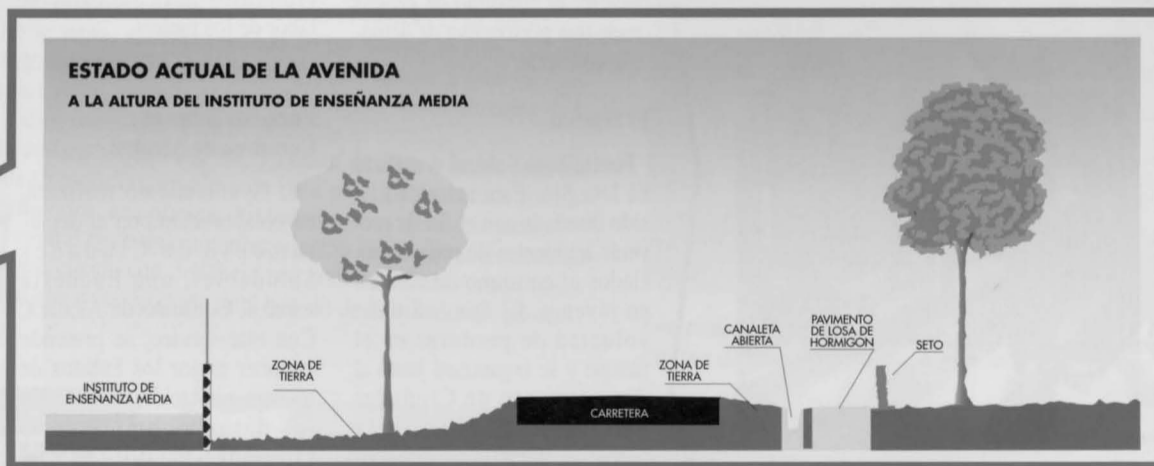 ESTADO ACTUAL DE LA AVENIDA
A LA ALTURA DEL INSTITUTO DE ENSEÑANZA MEDIA
INSTITUTO DE
ENSEÑANZA MEDIA
ZONA DE
TIERRA
CARRETERA
ZONA DE
TIERRA
CANALETA
ABIERTA
PAVIMENTO
DE LOSA DE
HORMIGON
SETO